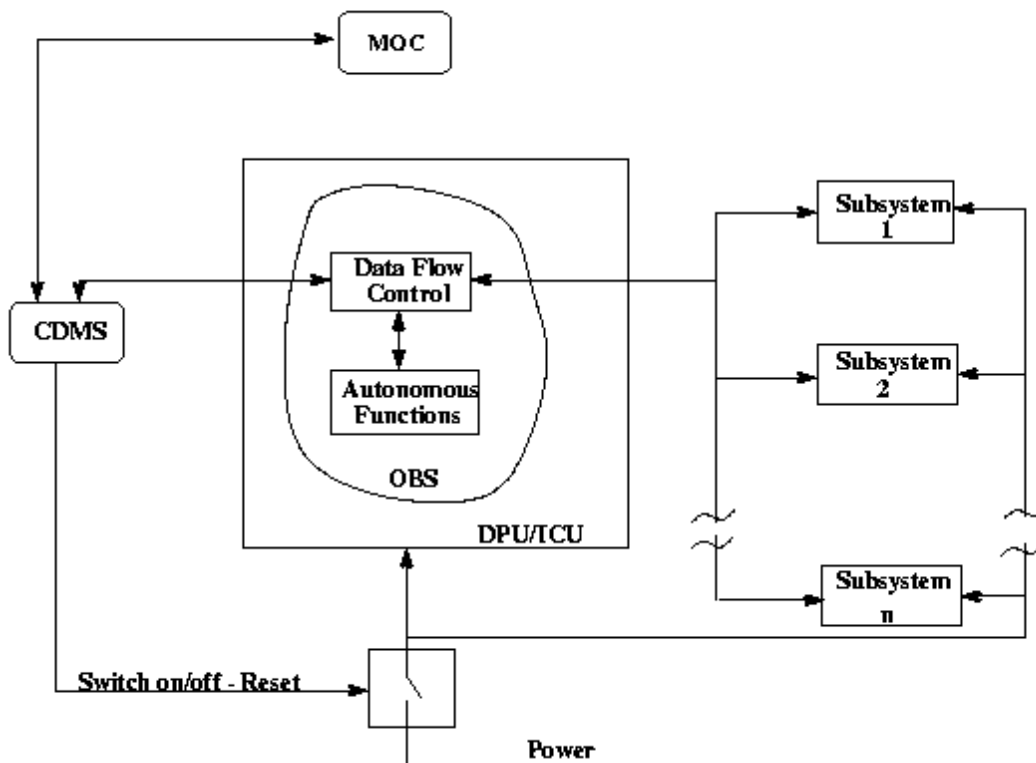 MOC
Subsystem
1
Data Flow
Control
CDMS
Subsystem
2
Autonomous
Functions
OBS
DPU/ICU
Subsystem
n
Switch on/off - Reset
Power